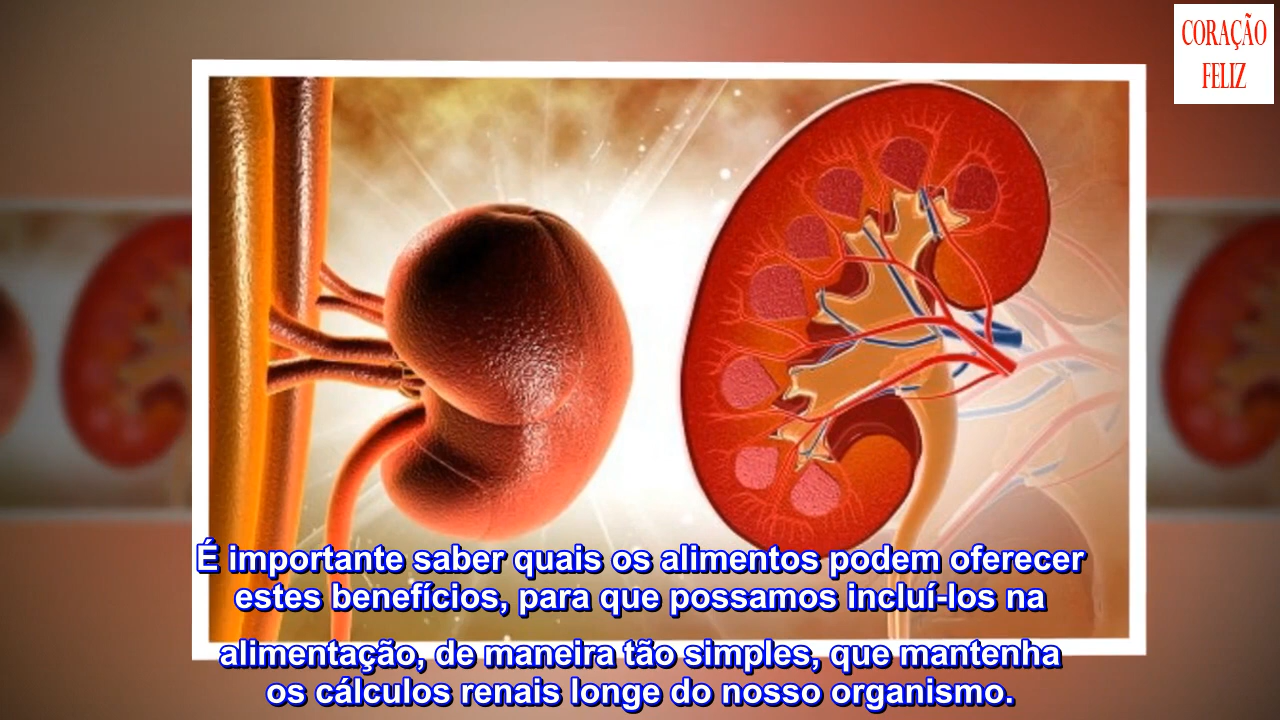 CORAÇÃO
FELIZ
É importante saber quais os alimentos podem oferecer
estes benefícios, para que possamos incluí-los na
alimentação, de maneira tão simples, que mantenha
os cálculos renais longe do nosso organismo.